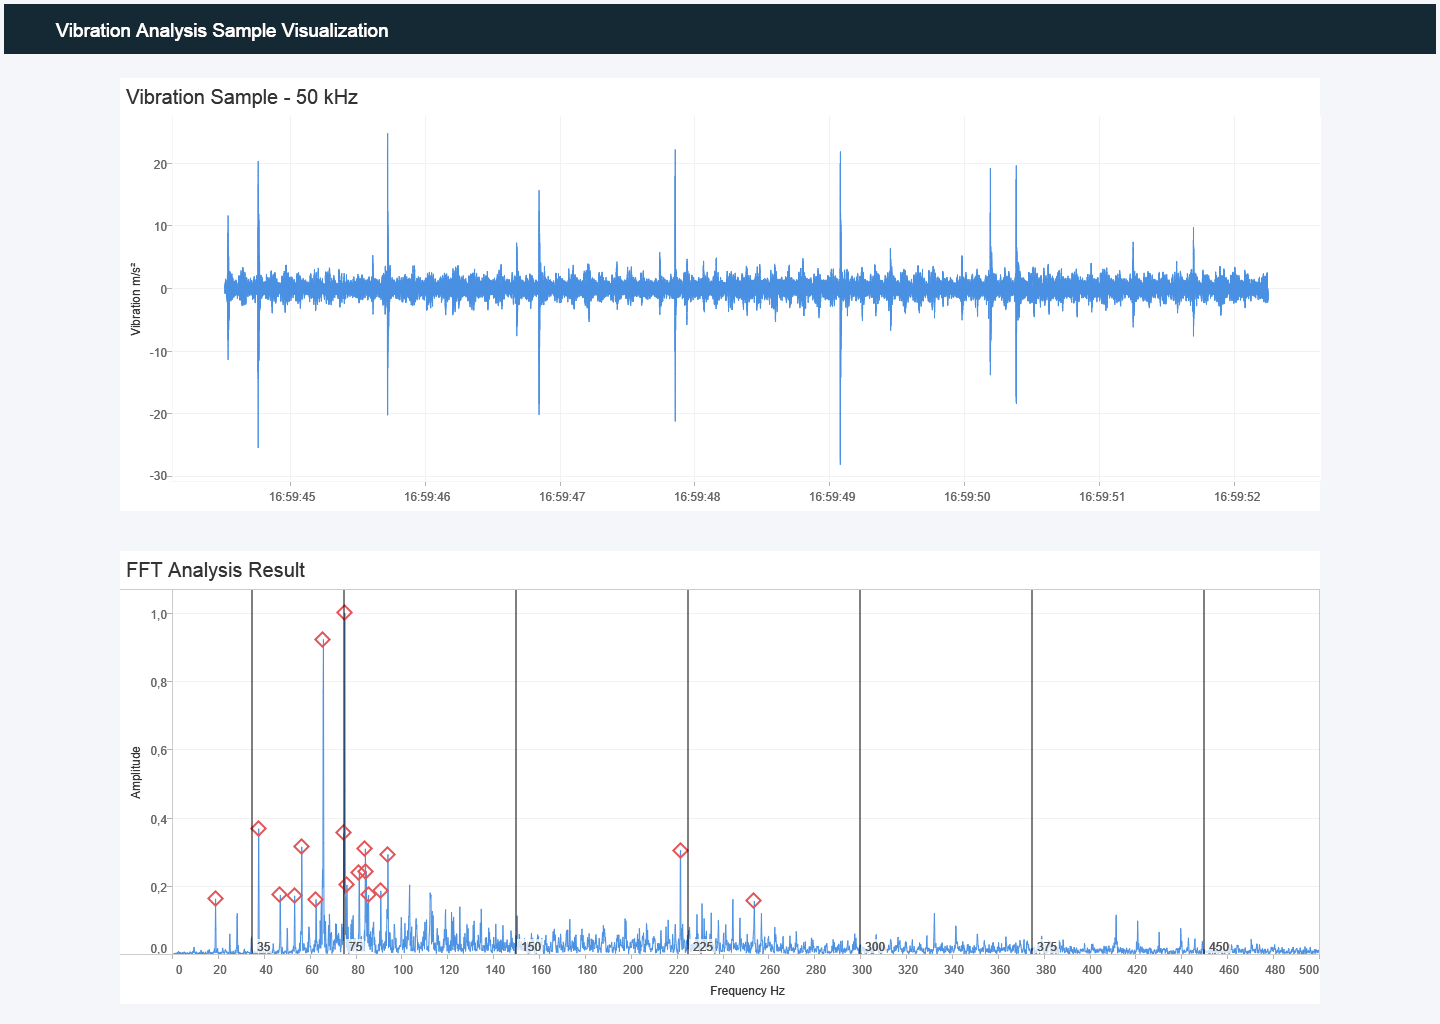 Vibration Analysis Sample Visualization
Vibration Sample - 50 kHz
Vibration m/s²
20
10
0
-10
-20
-30
16:59:45 16:59:46 16:59:47 16:59:48 16:59:49 16:59:50 16:59:51 16:59:52
FFT Analysis Result
Amplitude
1,0
0,8
0,6
0,4
0,2
0.0
35 75 150 225 300 375 450
0 20 40 60 80 100 120 140 160 180 200 220 240 260 280 300 320 340 360 380 400 420 440 460 480 500
Frequency Hz